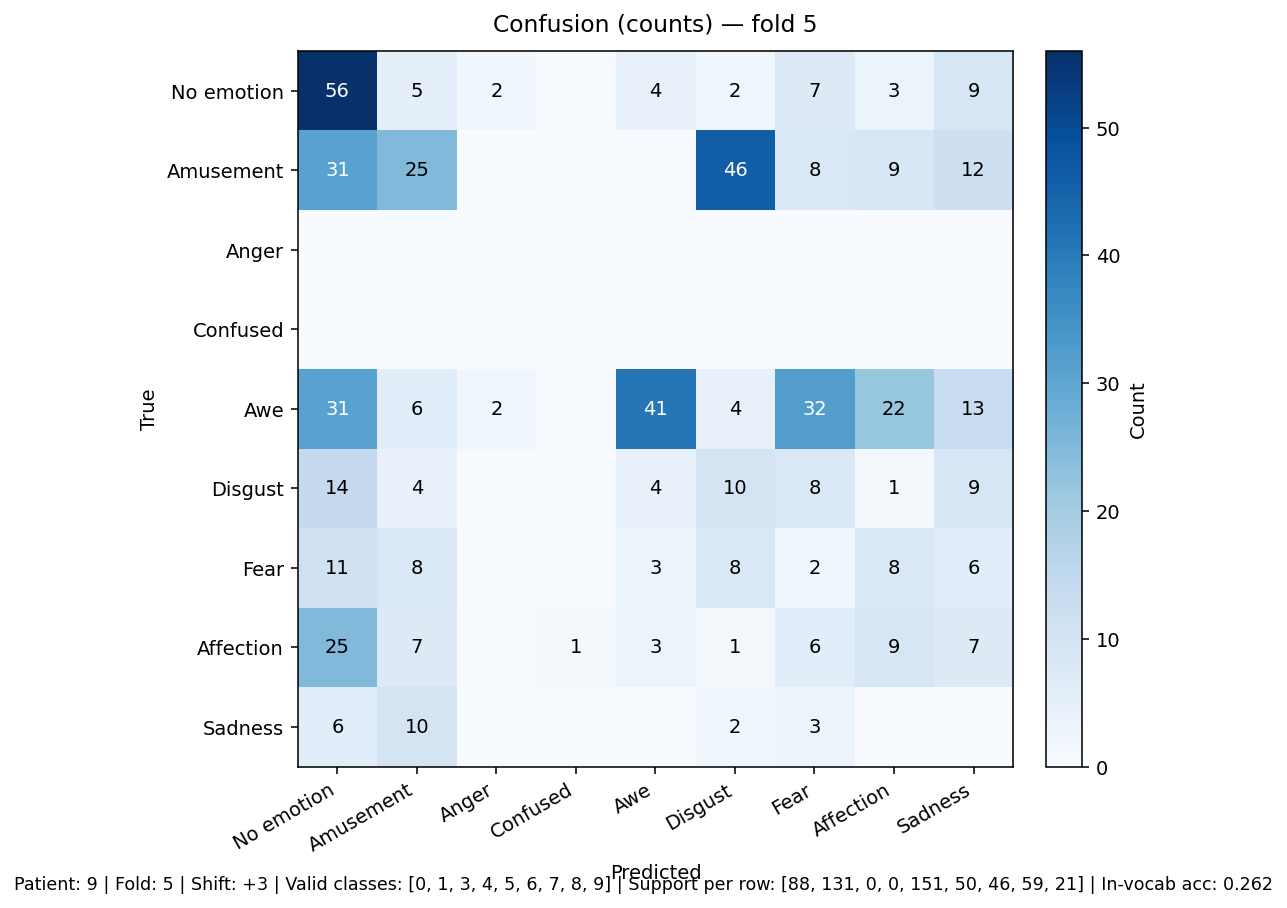 Confusion (counts) — fold 5
No emotion 56 5 2 4 2 7 3 9
Amusement 31 25 46 8 9 12
Anger
Confused
Awe 31 6 2 41 4 32 22 13
Disgust 14 4 4 10 8 1 9
Fear 11 8 3 8 2 8 6
Affection 25 7 1 3 1 6 9 7
Sadness 6 10 2 3
True
No emotion Amusement Anger Confused Awe Disgust Fear Affection Sadness
Predicted
50
40
30
20
10
0
Count
Patient: 9 | Fold: 5 | Shift: +3 | Valid classes: [0, 1, 3, 4, 5, 6, 7, 8, 9] | Support per row: [88, 131, 0, 0, 151, 50, 46, 59, 21] | In-vocab acc: 0.262